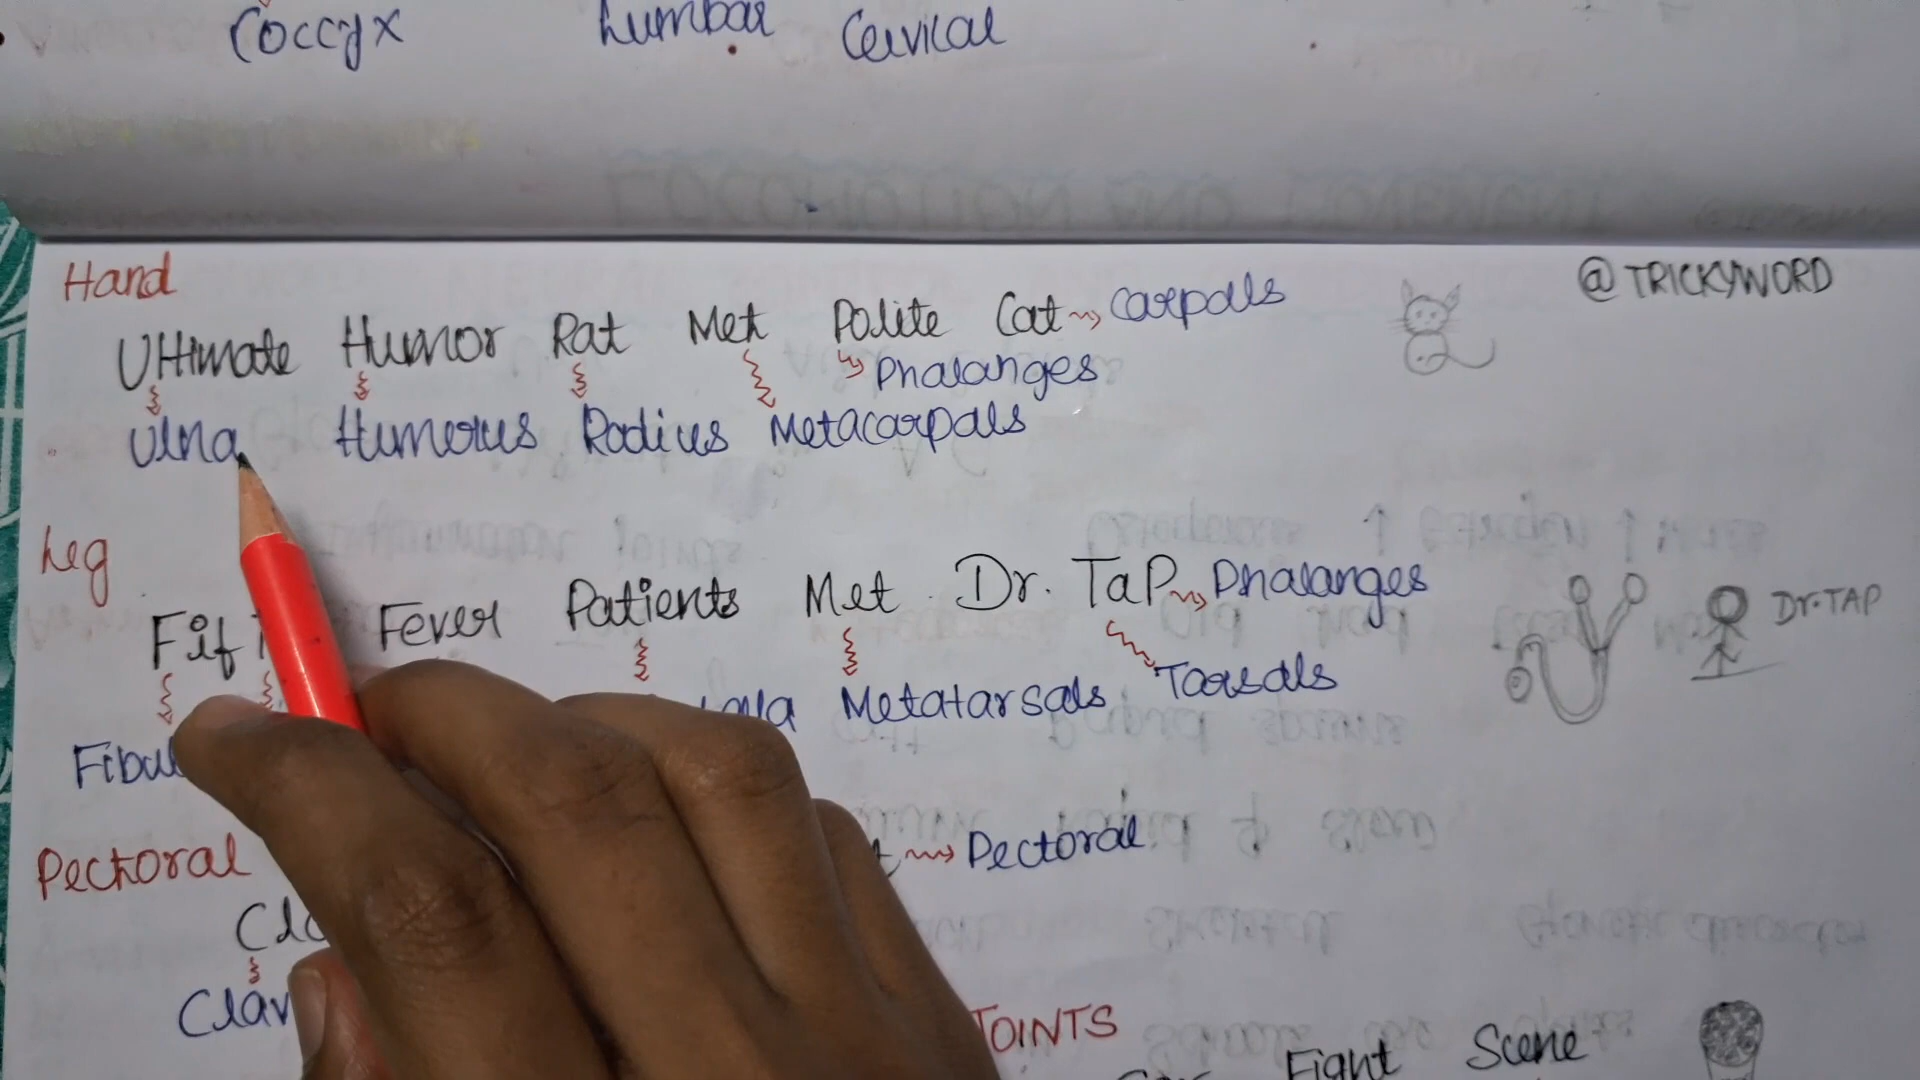 Coccyx Lumbar Cervical
Hand
@TRICKYWORD
Ultimate Humor Rat Met Polite Cat Carpals
Phalanges
Ulna Humerus Radius Metacarpals
Leg
Fever Patients Met Dr. TaP Phalanges
Dr. TAP
Metatarsals Tarsals
Pectoral
Pectoral
JOINTS
Fight Scene